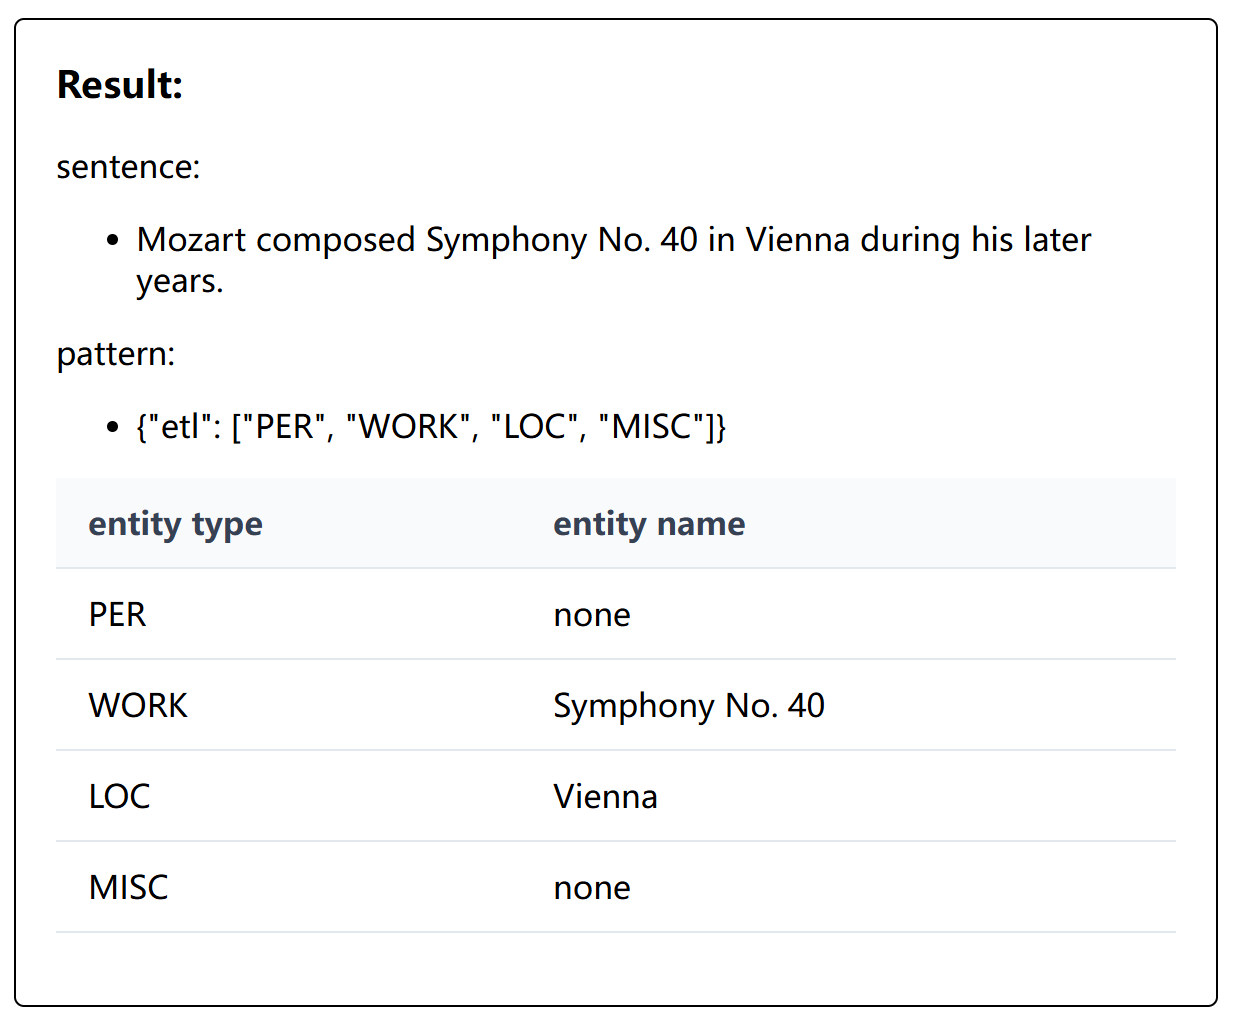 Result:
sentence:
• Mozart composed Symphony No. 40 in Vienna during his later
years.
pattern:
• {"etl": ["PER", "WORK", "LOC", "MISC"]}
entity type entity name
PER none
WORK Symphony No. 40
LOC Vienna
MISC none